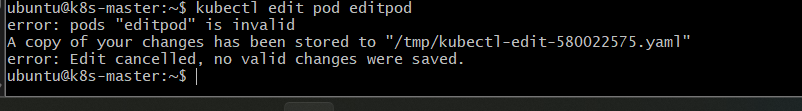 ubuntu@k8s-master:~$ kubectl edit pod editpod
error: pods "editpod" is invalid
A copy of your changes has been stored to "/tmp/kubectl-edit-580022575.yaml"
error: Edit cancelled, no valid changes were saved.
ubuntu@k8s-master:~$